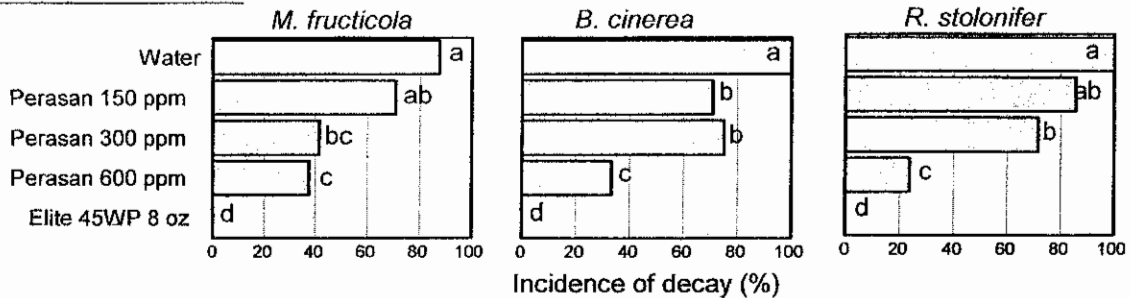 M. fructicola B. cinerea R. stolonifer
Water a a a
Perasan 150 ppm ab b ab
Perasan 300 ppm bc b b
Perasan 600 ppm c c c
Elite 45WP 8 oz d d d
0 20 40 60 80 100 0 20 40 60 80 100 0 20 40 60 80 100
Incidence of decay (%)